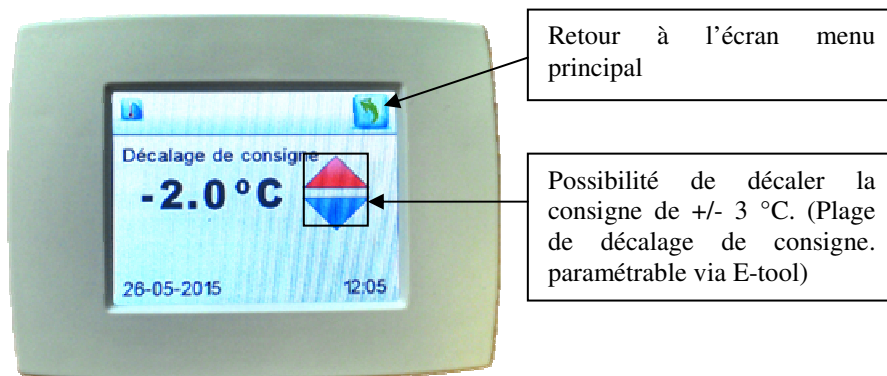 Retour à l'écran menu
principal
Décalage de consigne
-2.0°C
Possibilité de décaler la
consigne de +/- 3 °C. (Plage
de décalage de consigne.
paramétrable via E-tool)
26-05-2015 12:05